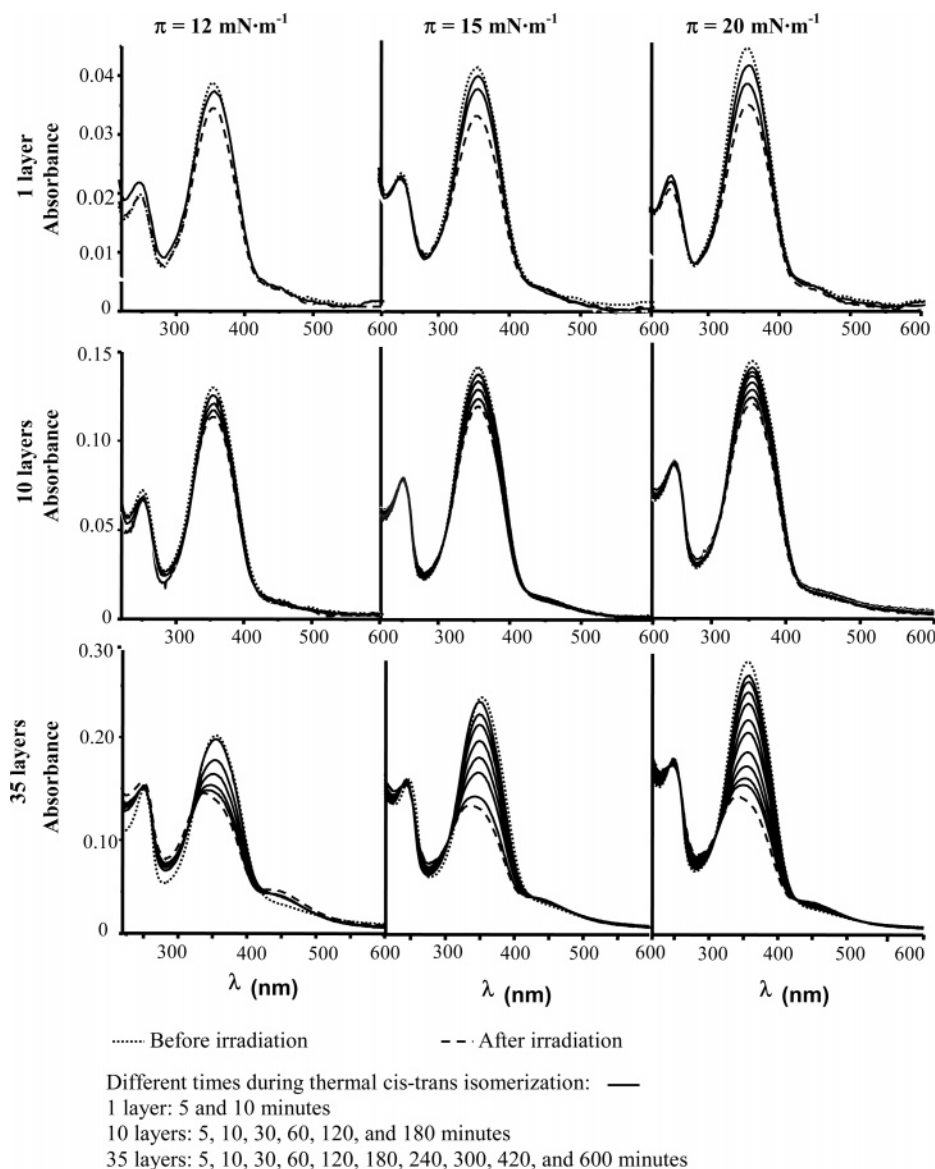 π = 12 mN·m⁻¹ π = 15 mN·m⁻¹ π = 20 mN·m⁻¹
1 layer
Absorbance
0.04
0.03
0.02
0.01
0
300 400 500 600 300 400 500 600 300 400 500 600
10 layers
Absorbance
0.15
0.10
0.05
0
300 400 500 600 300 400 500 600 300 400 500 600
35 layers
Absorbance
0.30
0.20
0.10
0
300 400 500 600 300 400 500 600 300 400 500 600
λ (nm) λ (nm) λ (nm)
Before irradiation After irradiation
Different times during thermal cis-trans isomerization:
1 layer: 5 and 10 minutes
10 layers: 5, 10, 30, 60, 120, and 180 minutes
35 layers: 5, 10, 30, 60, 120, 180, 240, 300, 420, and 600 minutes